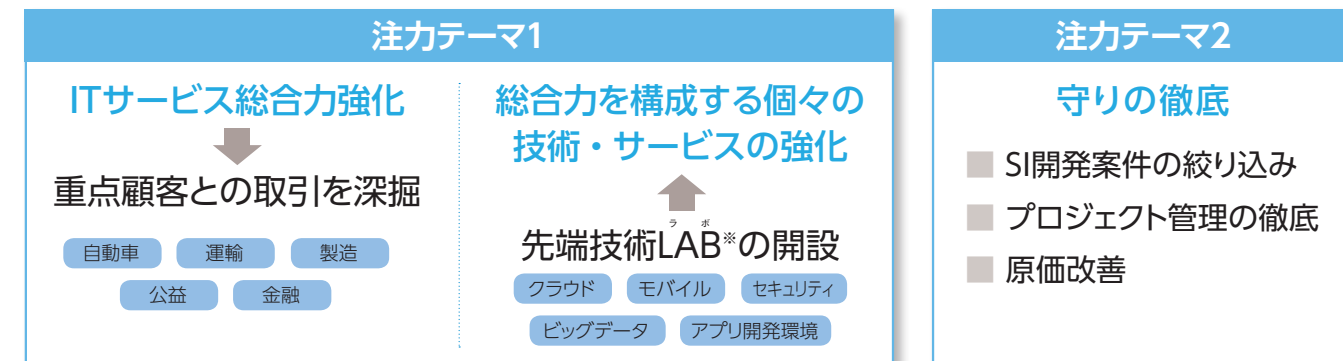 注力テーマ1
ITサービス総合力強化
重点顧客との取引を深掘
自動車 運輸 製造
公益 金融
総合力を構成する個々の
技術・サービスの強化
ラボ
先端技術LAB※の開設
クラウド モバイル セキュリティ
ビッグデータ アプリ開発環境
注力テーマ2
守りの徹底
SI開発案件の絞り込み
プロジェクト管理の徹底
原価改善